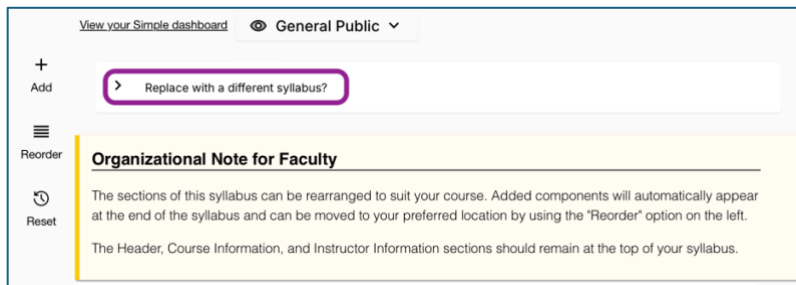 View your Simple dashboard General Public
Add
Replace with a different syllabus?
Reorder
Organizational Note for Faculty
Reset
The sections of this syllabus can be rearranged to suit your course. Added components will automatically appear
at the end of the syllabus and can be moved to your preferred location by using the "Reorder" option on the left.
The Header, Course Information, and Instructor Information sections should remain at the top of your syllabus.